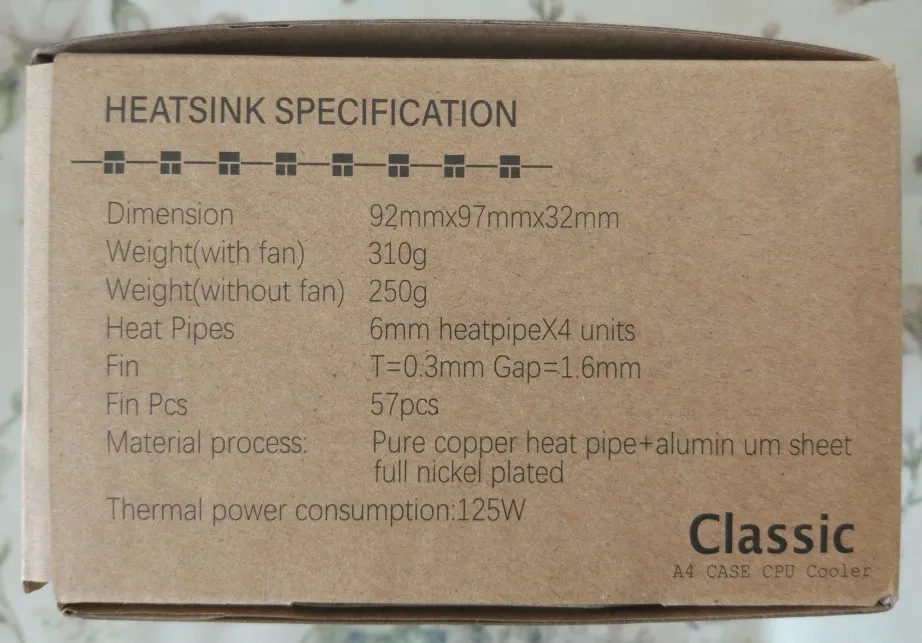 HEATSINK SPECIFICATION
Dimension 92mmx97mmx32mm
Weight(with fan) 310g
Weight(without fan) 250g
Heat Pipes 6mm heatpipeX4 units
Fin T=0.3mm Gap=1.6mm
Fin Pcs 57pcs
Material process: Pure copper heat pipe+alumin um sheet
full nickel plated
Thermal power consumption:125W
Classic
A4 CASE CPU Cooler